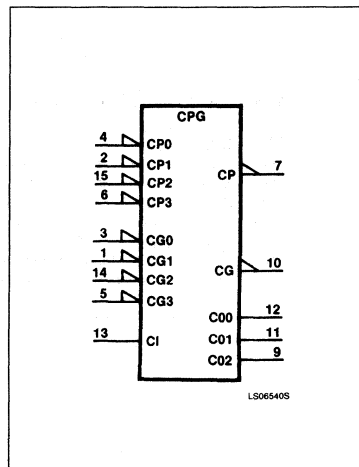 CPG
4 CP0
2 CP1
15 CP2
6 CP3
CP 7
3 CG0
1 CG1
14 CG2
5 CG3
CG 10
13 CI
C00 12
C01 11
C02 9
LS06540S